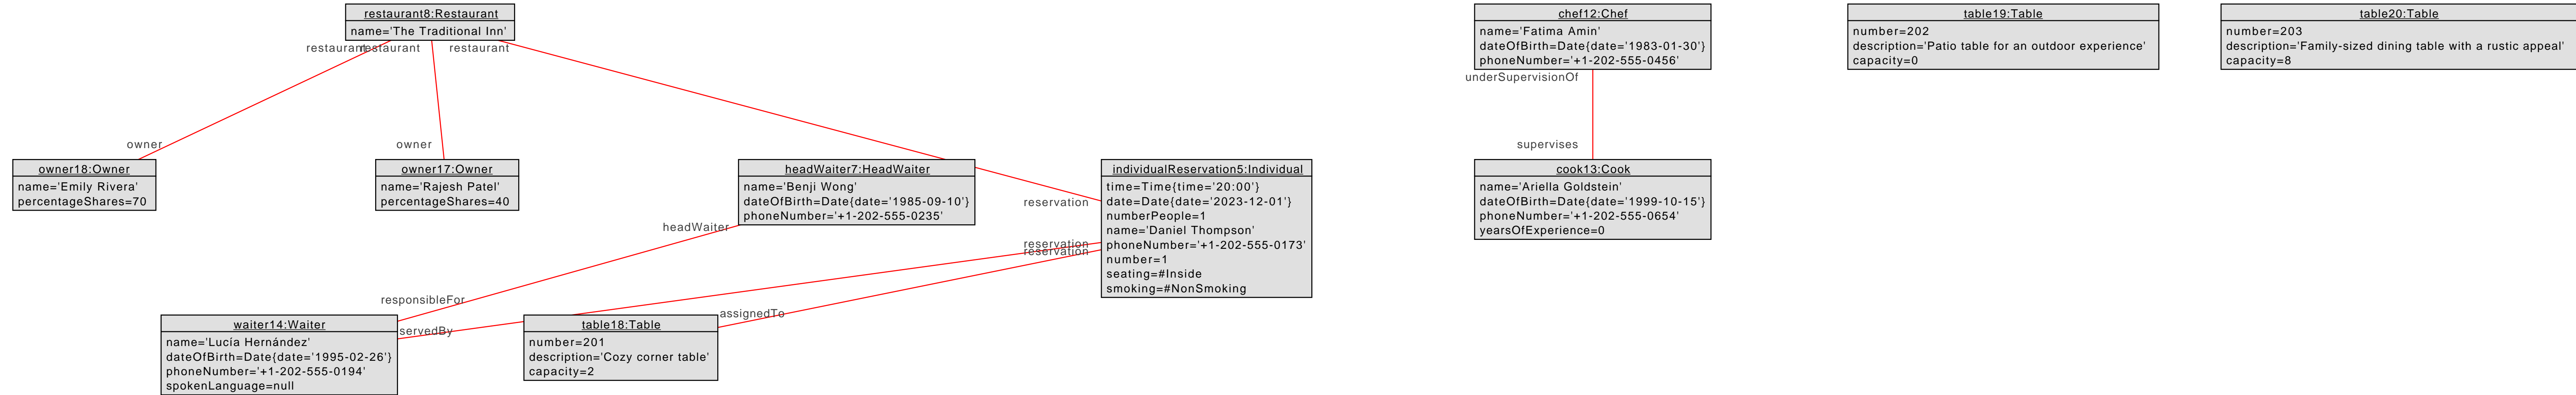 restaurant8:Restaurant
name='The Traditional Inn'
restaurant
restaurant
restaurant
chef12:Chef
name='Fatima Amin'
dateOfBirth=Date{date='1983-01-30'}
phoneNumber='+1-202-555-0456'
underSupervisionOf
table19:Table
number=202
description='Patio table for an outdoor experience'
capacity=0
table20:Table
number=203
description='Family-sized dining table with a rustic appeal'
capacity=8
owner
owner
supervises
owner18:Owner
name='Emily Rivera'
percentageShares=70
owner17:Owner
name='Rajesh Patel'
percentageShares=40
headWaiter7:HeadWaiter
name='Benji Wong'
dateOfBirth=Date{date='1985-09-10'}
phoneNumber='+1-202-555-0235'
headWaiter
reservation
reservation
reservation
individualReservation5:Individual
time=Time{time='20:00'}
date=Date{date='2023-12-01'}
numberPeople=1
name='Daniel Thompson'
phoneNumber='+1-202-555-0173'
number=1
seating=#Inside
smoking=#NonSmoking
cook13:Cook
name='Ariella Goldstein'
dateOfBirth=Date{date='1999-10-15'}
phoneNumber='+1-202-555-0654'
yearsOfExperience=0
responsibleFor
servedBy
assignedTo
waiter14:Waiter
name='Lucía Hernández'
dateOfBirth=Date{date='1995-02-26'}
phoneNumber='+1-202-555-0194'
spokenLanguage=null
table18:Table
number=201
description='Cozy corner table'
capacity=2